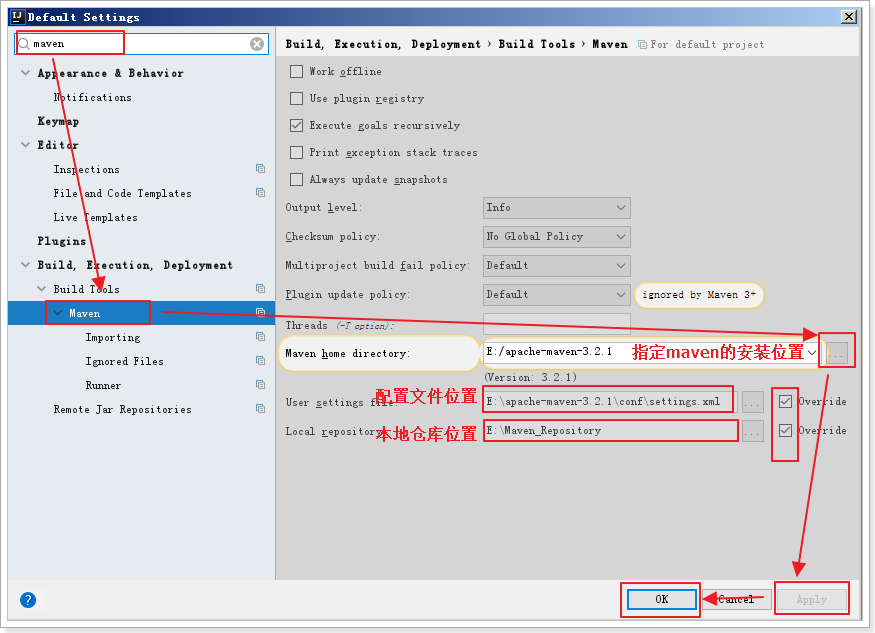 Default Settings
maven
Build, Execution, Deployment › Build Tools › Maven For default project
Appearance & Behavior
Notifications
Keymap
Editor
Inspections
File and Code Templates
Live Templates
Plugins
Build, Execution, Deployment
Build Tools
Maven
Importing
Ignored Files
Runner
Remote Jar Repositories
Work offline
Use plugin registry
Execute goals recursively
Print exception stack traces
Always update snapshots
Output level: Info
Checksum policy: No Global Policy
Multiproject build fail policy: Default
Plugin update policy: Default ignored by Maven 3+
Threads (-T option):
Maven home directory: E:/apache-maven-3.2.1 指定maven的安装位置 ...
(Version: 3.2.1)
User settings file: 配置文件位置 E:\apache-maven-3.2.1\conf\settings.xml ... Override
Local repository: 本地仓库位置 E:\Maven_Repository ... Override
? OK Cancel Apply